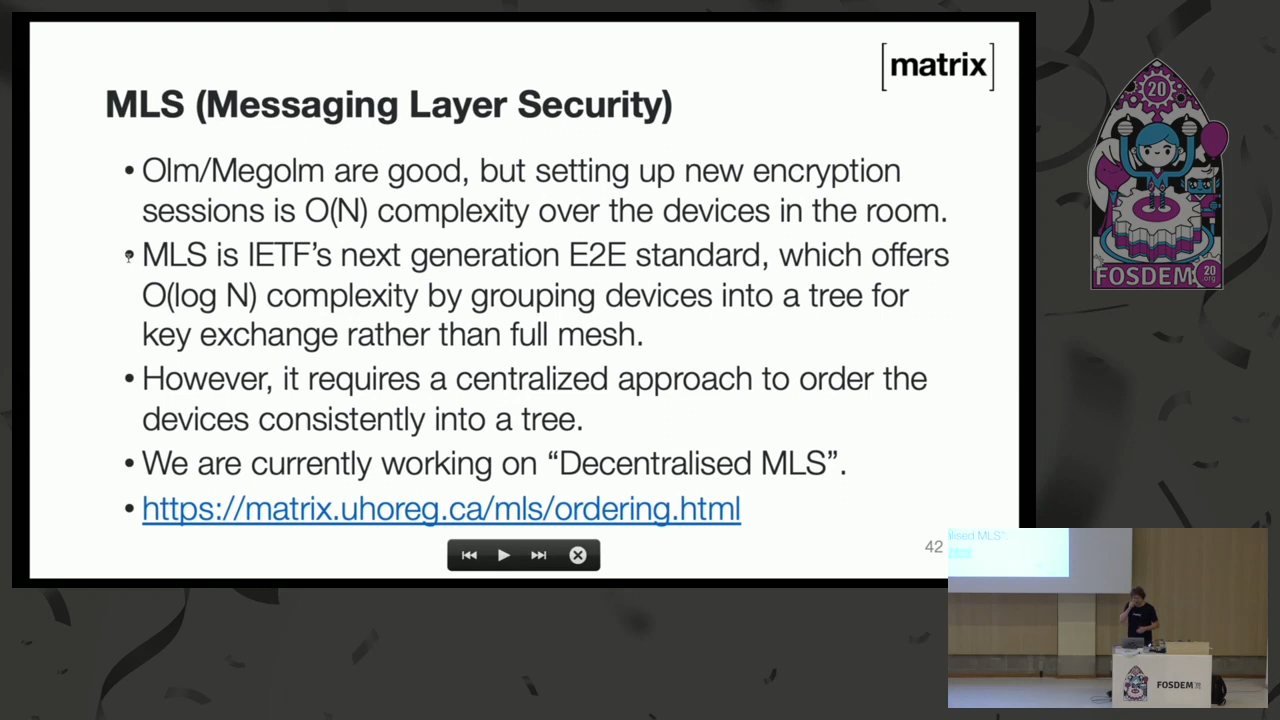 [matrix]
MLS (Messaging Layer Security)
• Olm/Megolm are good, but setting up new encryption
sessions is O(N) complexity over the devices in the room.
• MLS is IETF’s next generation E2E standard, which offers
O(log N) complexity by grouping devices into a tree for
key exchange rather than full mesh.
• However, it requires a centralized approach to order the
devices consistently into a tree.
• We are currently working on “Decentralised MLS”.
• https://matrix.uhoreg.ca/mls/ordering.html
42
20
FOSDEM 20
.org
alised MLS”.
FOSDEM